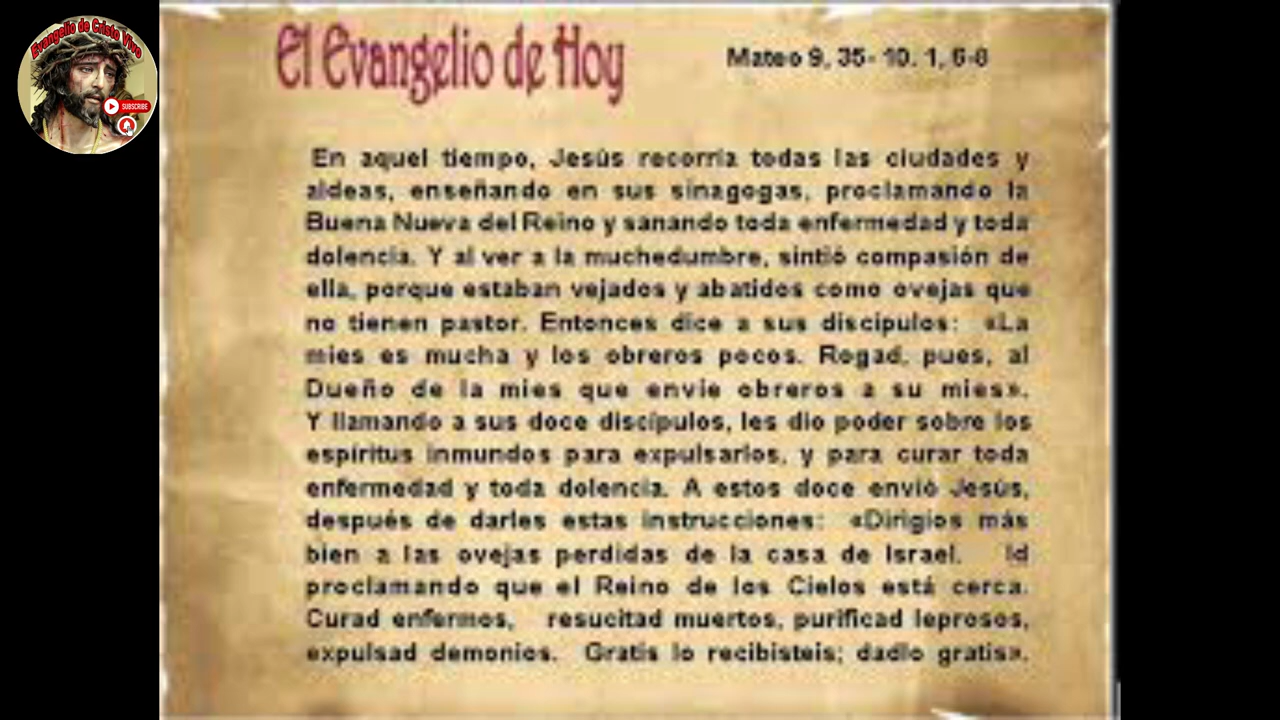 Evangelio de Cristo Vivo
SUBSCRIBE
El Evangelio de Hoy
Mateo 9, 35- 10. 1, 6-8
En aquel tiempo, Jesús recorría todas las ciudades y
aldeas, enseñando en sus sinagogas, proclamando la
Buena Nueva del Reino y sanando toda enfermedad y toda
dolencia. Y al ver a la muchedumbre, sintió compasión de
ella, porque estaban vejados y abatidos como ovejas que
no tienen pastor. Entonces dice a sus discípulos: «La
mies es mucha y los obreros pocos. Rogad, pues, al
Dueño de la mies que envíe obreros a su mies».
Y llamando a sus doce discípulos, les dio poder sobre los
espíritus inmundos para expulsarlos, y para curar toda
enfermedad y toda dolencia. A estos doce envió Jesús,
después de darles estas instrucciones: «Dirigíos más
bien a las ovejas perdidas de la casa de Israel. Id
proclamando que el Reino de los Cielos está cerca.
Curad enfermos, resucitad muertos, purificad leprosos,
expulsad demonios. Gratis lo recibisteis; dadlo gratis».